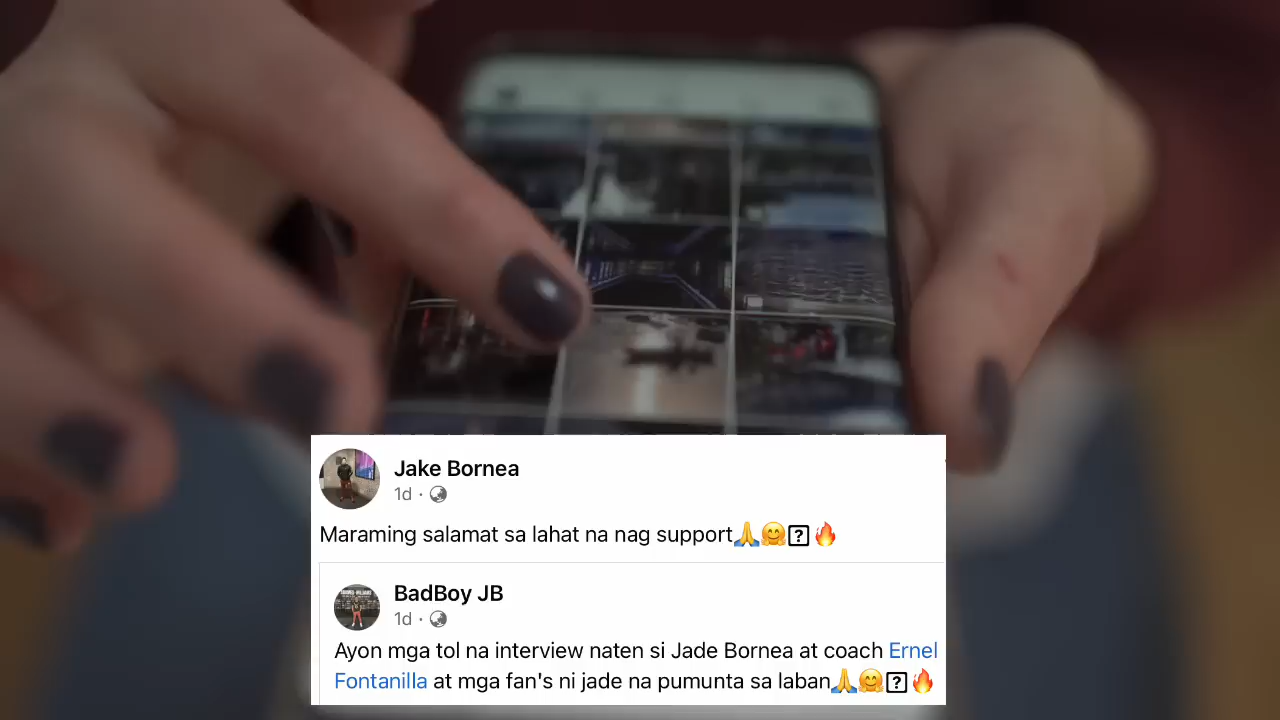 Jake Bornea
1d ·
Maraming salamat sa lahat na nag support🙏🤗🔥
BadBoy JB
1d ·
Ayon mga tol na interview naten si Jade Bornea at coach Ernel
Fontanilla at mga fan's ni jade na pumunta sa laban🙏🤗🔥